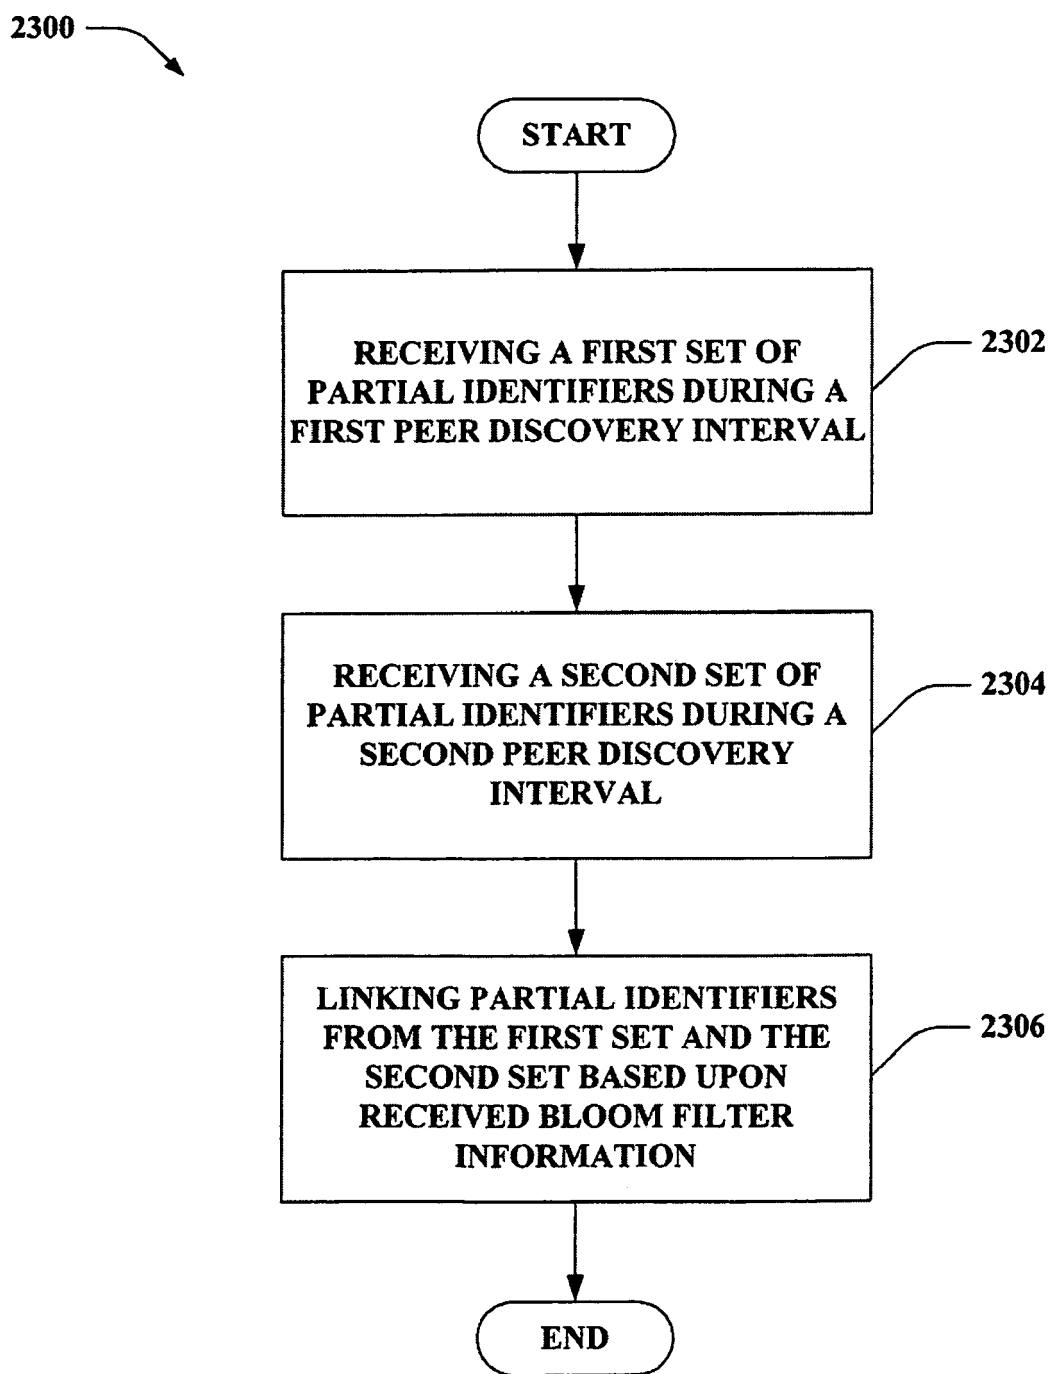 2300
START
RECEIVING A FIRST SET OF
PARTIAL IDENTIFIERS DURING A
FIRST PEER DISCOVERY INTERVAL
2302
RECEIVING A SECOND SET OF
PARTIAL IDENTIFIERS DURING A
SECOND PEER DISCOVERY
INTERVAL
2304
LINKING PARTIAL IDENTIFIERS
FROM THE FIRST SET AND THE
SECOND SET BASED UPON
RECEIVED BLOOM FILTER
INFORMATION
2306
END